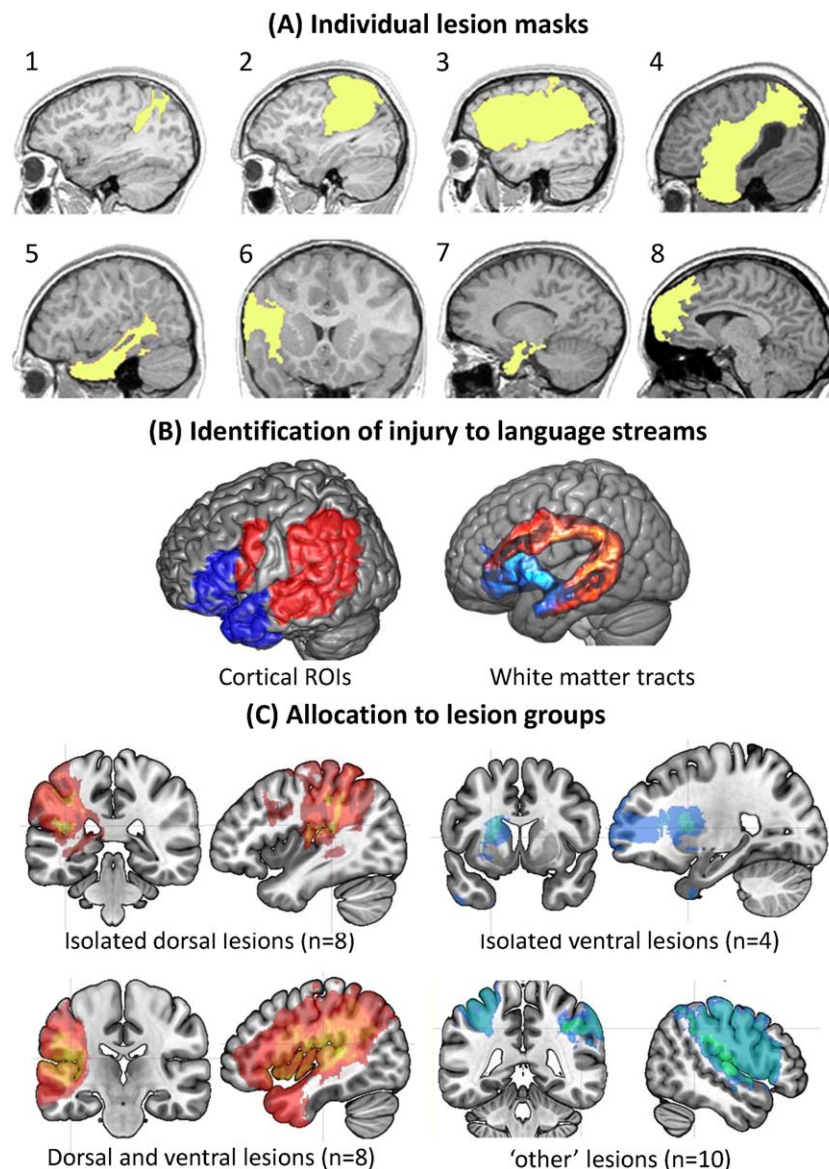 (A) Individual lesion masks
1 2 3 4
5 6 7 8
(B) Identification of injury to language streams
Cortical ROIs White matter tracts
(C) Allocation to lesion groups
Isolated dorsal lesions (n=8) Isolated ventral lesions (n=4)
Dorsal and ventral lesions (n=8) ‘other’ lesions (n=10)